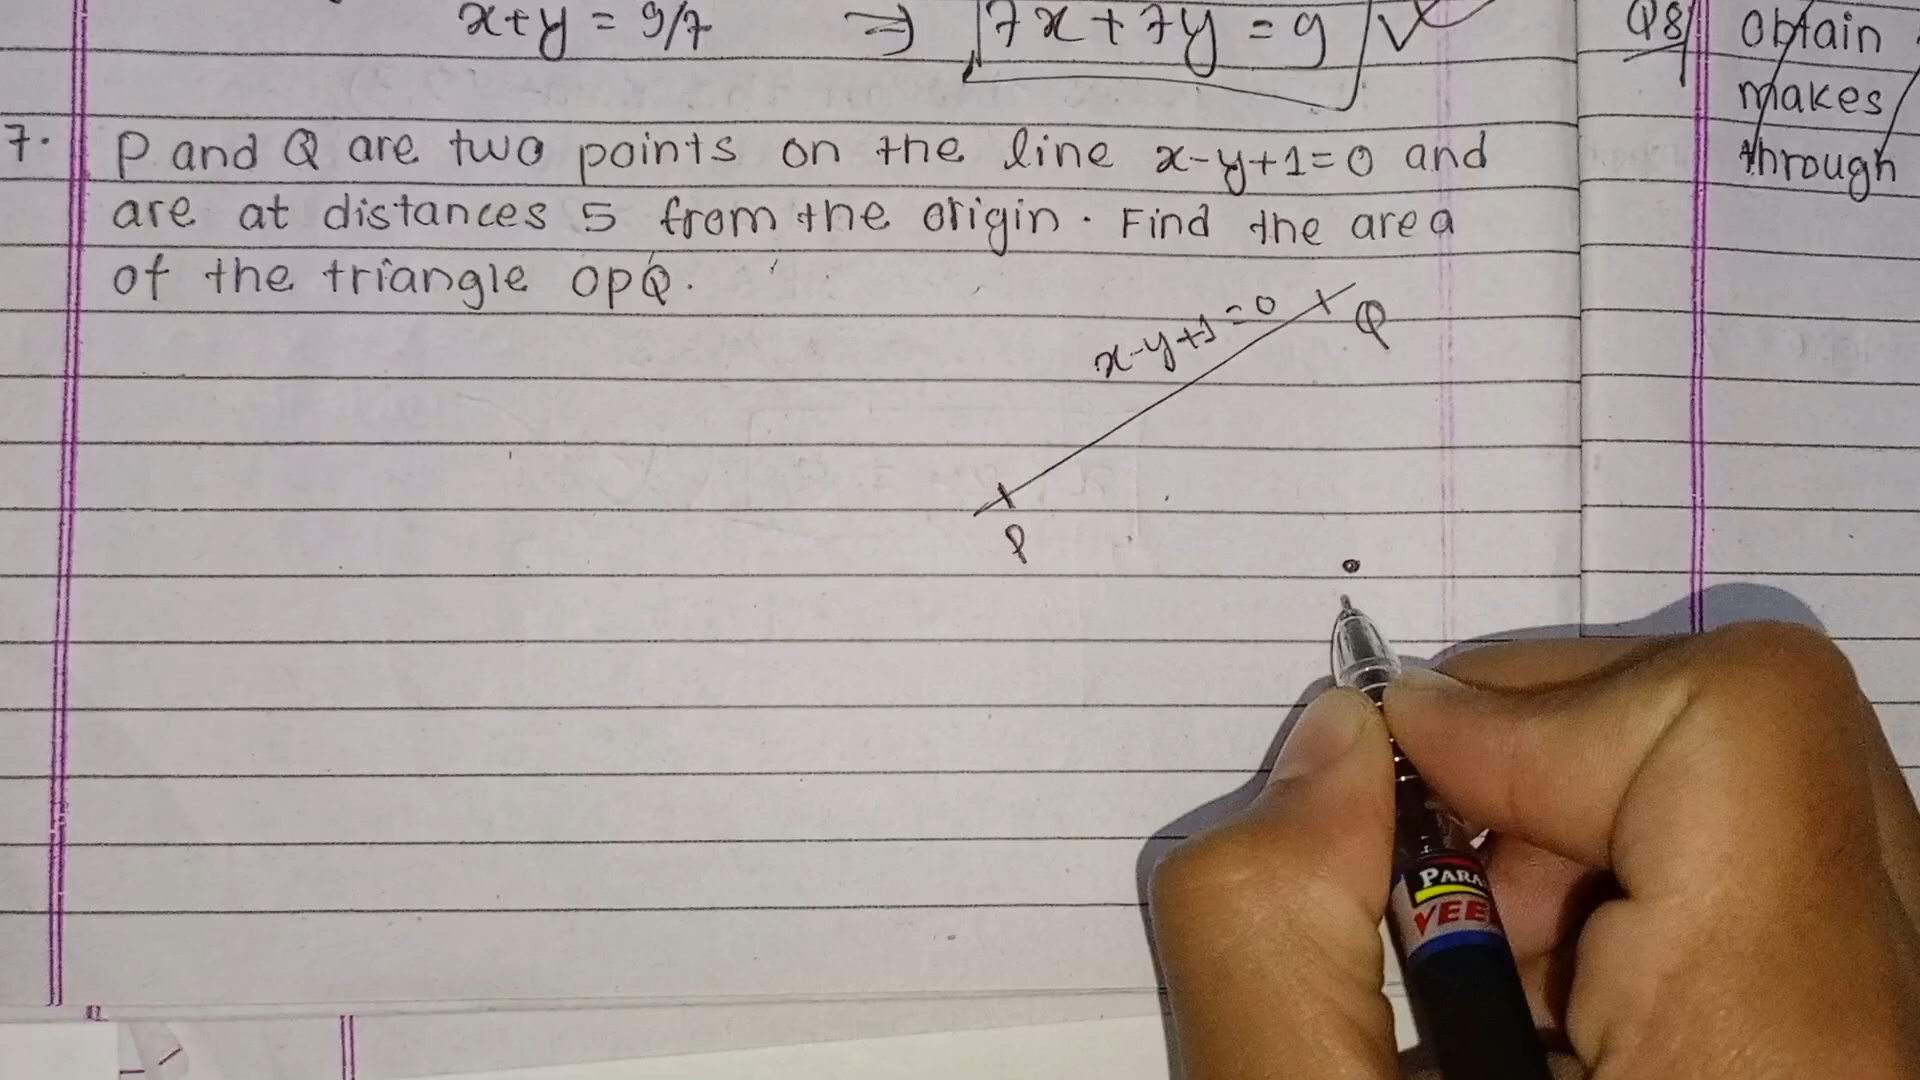 x+y = 9/7 ⇒ 7x+7y = 9
7. P and Q are two points on the line x-y+1=0 and
are at distances 5 from the origin. Find the area
of the triangle OPQ.
x-y+1=0
Q
P
Q8 Obtain
makes
through
PARA
VEE